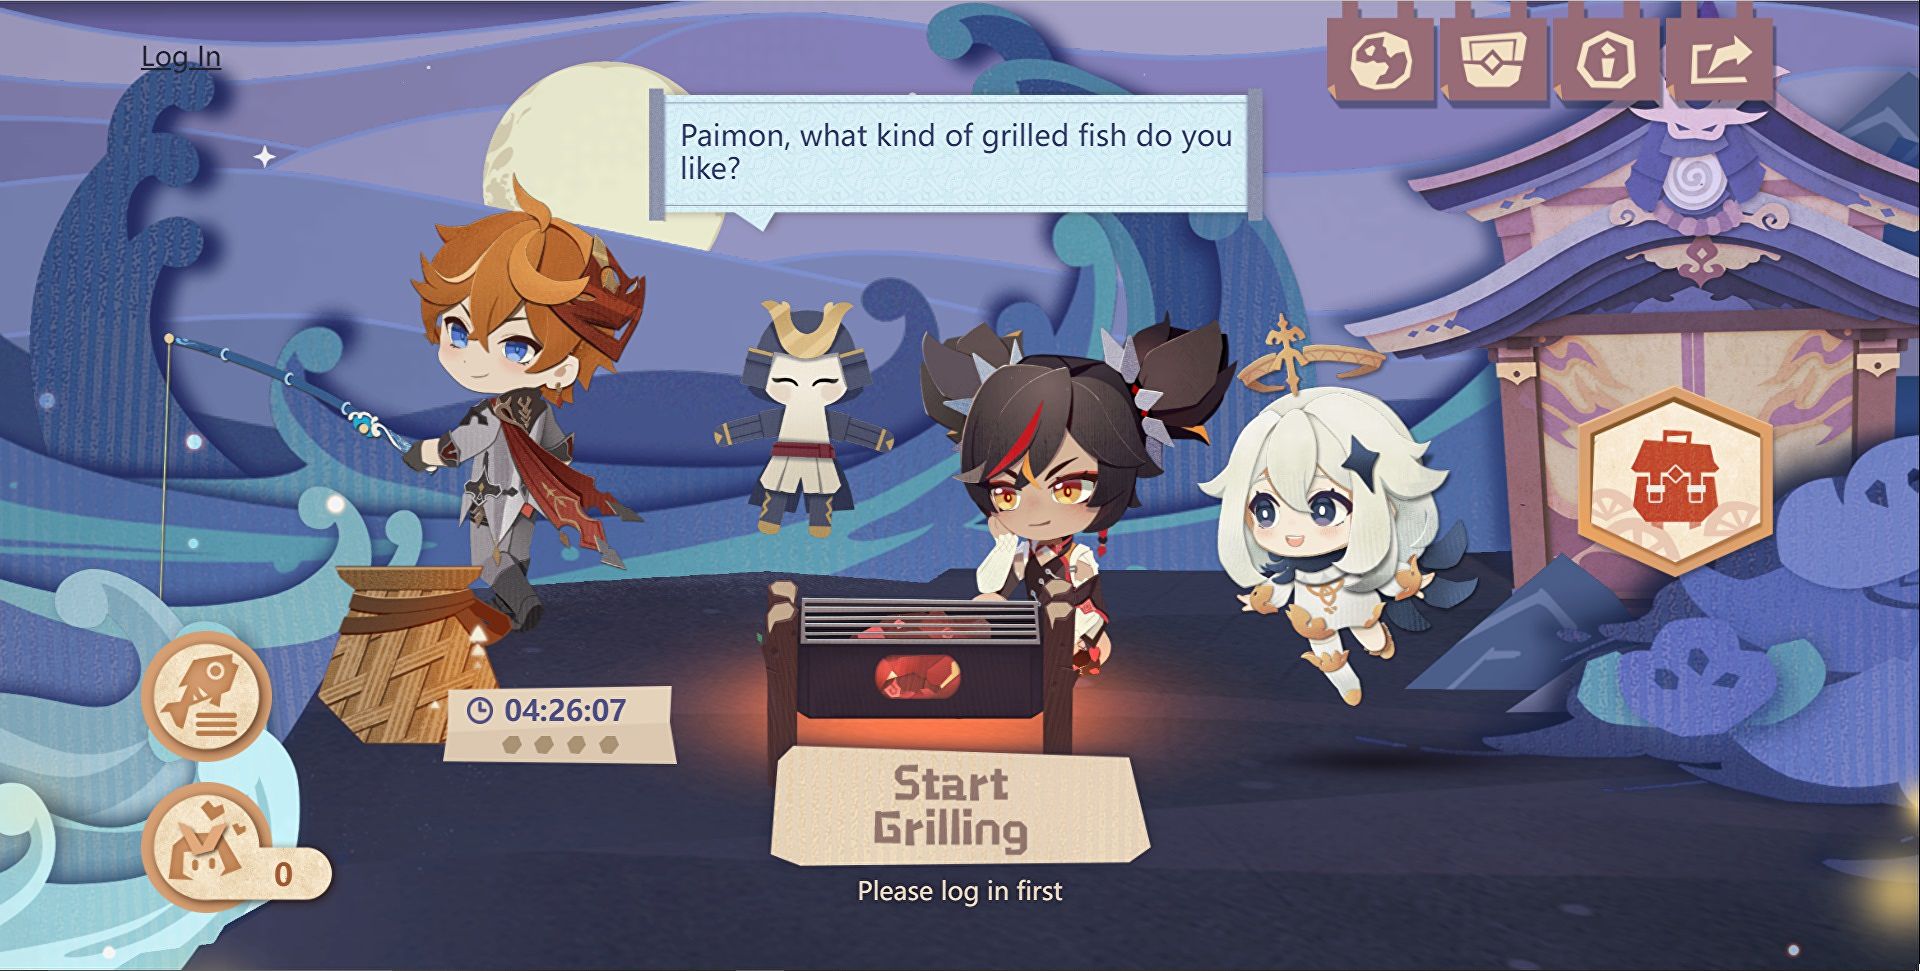 Log In
Paimon, what kind of grilled fish do you
like?
04:26:07
Start
Grilling
0
Please log in first